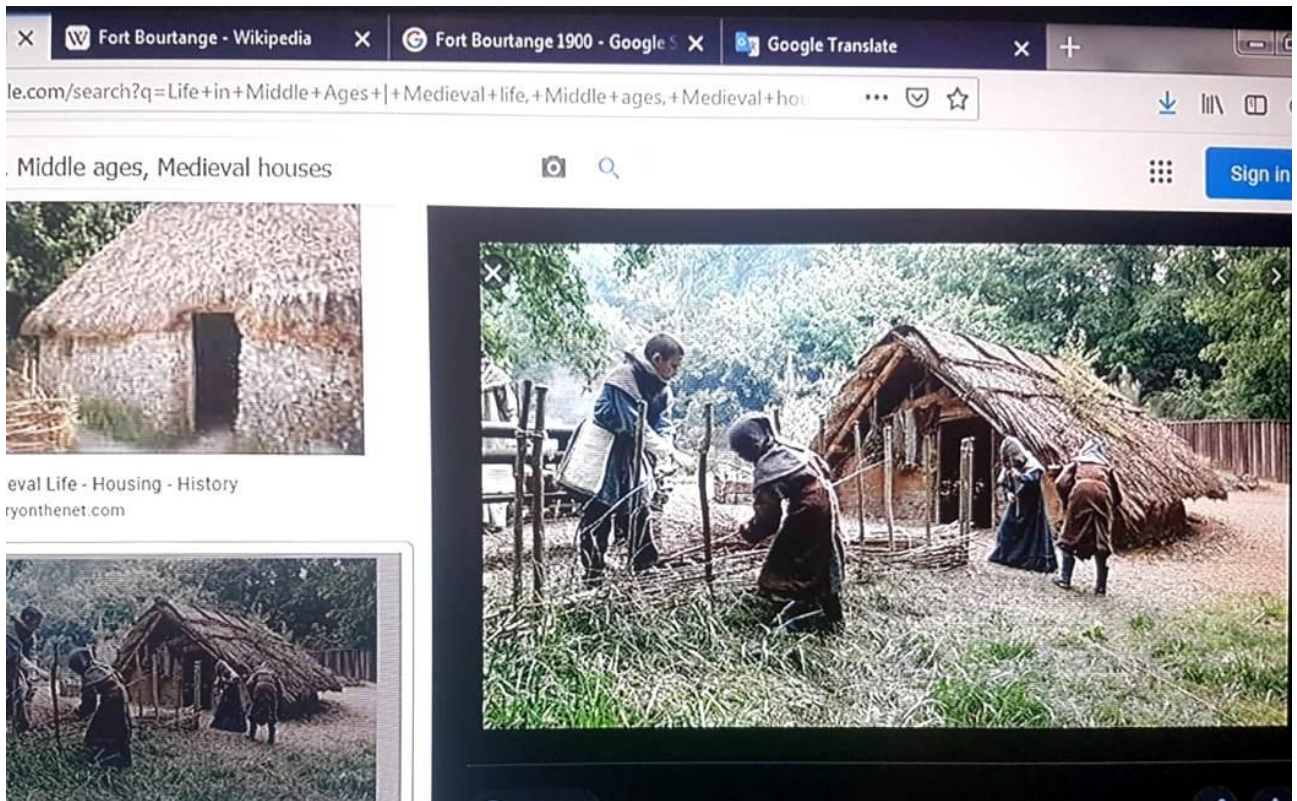 Fort Bourtange - Wikipedia
Fort Bourtange 1900 - Google S
Google Translate
le.com/search?q=Life+in+Middle+Ages+|+Medieval+life,+Middle+ages,+Medieval+hou
. Middle ages, Medieval houses
Sign in
eval Life - Housing - History
ryonthenet.com